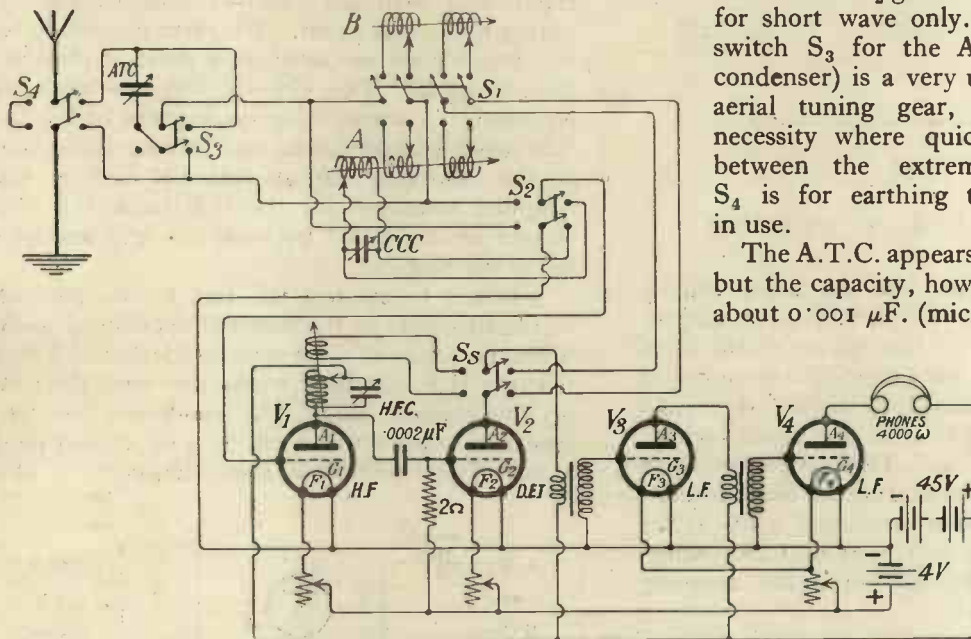 for short wave only.
switch S₃ for the A
condenser) is a very u
aerial tuning gear,
necessity where quic
between the extrem
S₄ is for earthing t
in use.
The A.T.C. appears
but the capacity, how
about 0·001 µF. (mic
B
S₄
ATC
S₃
S₁
A
S₂
CCC
S₅
H.F.C.
·0002µF
V₁
A₁
G₁
F₁
H.F
2Ω
V₂
A₂
G₂
F₂
DET
V₃
A₃
G₃
F₃
L.F.
V₄
A₄
G₄
L.F.
PHONES
4000 ω
- 45V +
- 4V
+